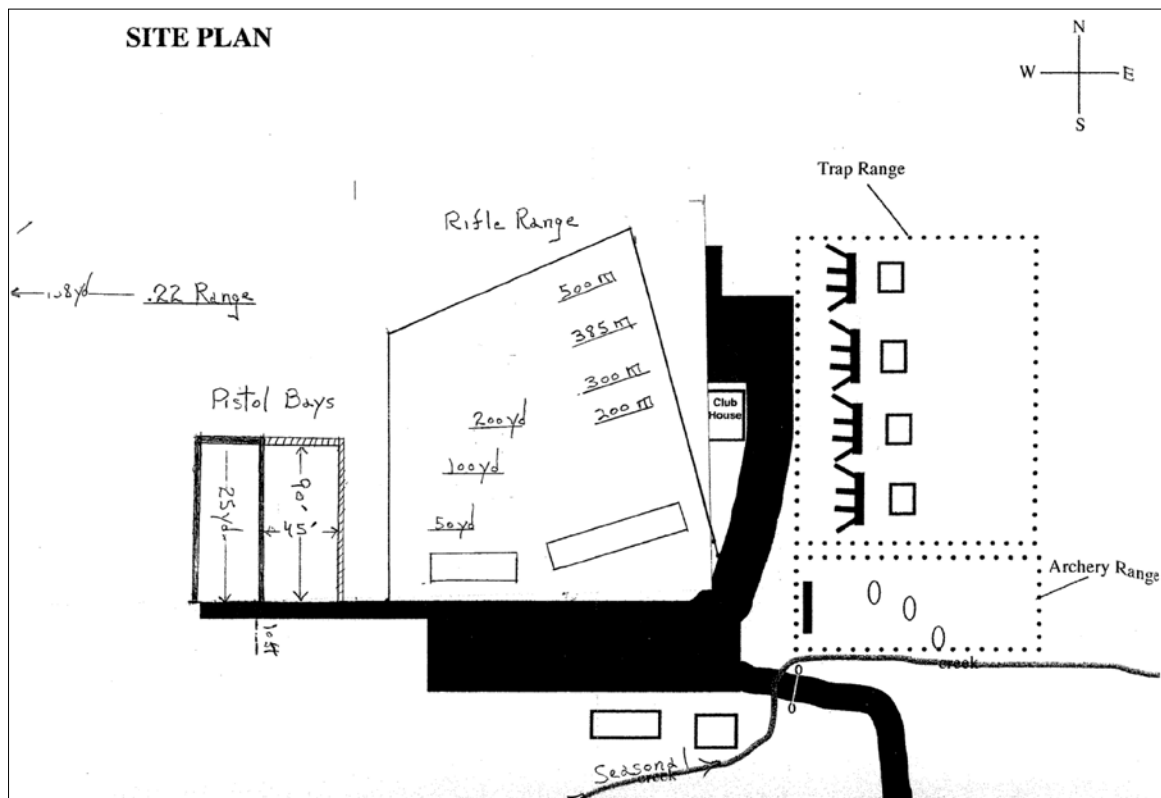 SITE PLAN
N
W E
S
Trap Range
Rifle Range
500 m
108yd .22 Range
385 m
300 m
Club
House
200 m
Pistol Bays
200yd
100yd
25yd.
90'
45'
50yd
Archery Range
10ft
creek
Seasonal
creek